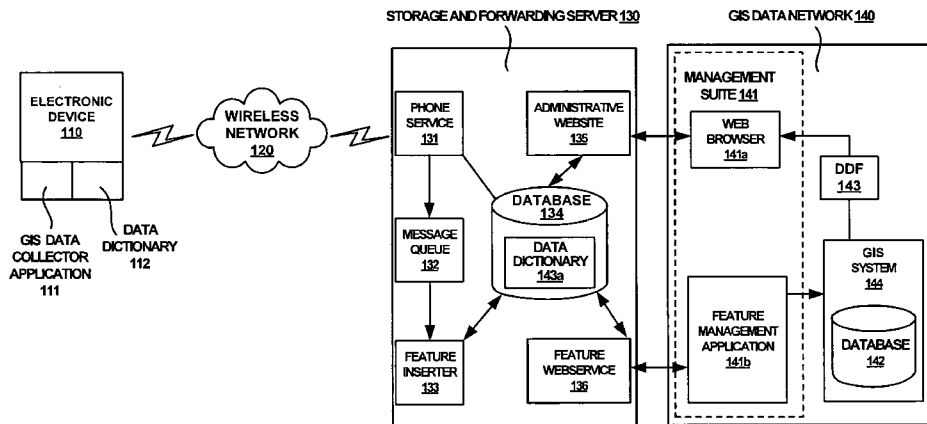 STORAGE AND FORWARDING SERVER 130
GIS DATA NETWORK 140
ELECTRONIC
DEVICE
110
GIS DATA
COLLECTOR
APPLICATION
111
DATA
DICTIONARY
112
WIRELESS
NETWORK
120
PHONE
SERVICE
131
MESSAGE
QUEUE
132
FEATURE
INSERTER
133
ADMINISTRATIVE
WEBSITE
135
DATABASE
134
DATA
DICTIONARY
143a
FEATURE
WEBSERVICE
136
MANAGEMENT
SUITE 141
WEB
BROWSER
141a
FEATURE
MANAGEMENT
APPLICATION
141b
DDF
143
GIS
SYSTEM
144
DATABASE
142